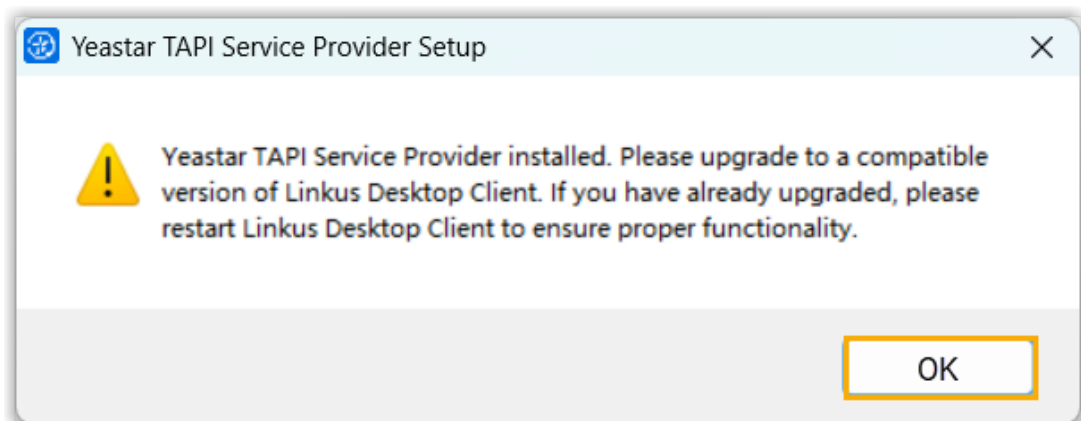 Yeastar TAPI Service Provider Setup
Yeastar TAPI Service Provider installed. Please upgrade to a compatible
version of Linkus Desktop Client. If you have already upgraded, please
restart Linkus Desktop Client to ensure proper functionality.
OK